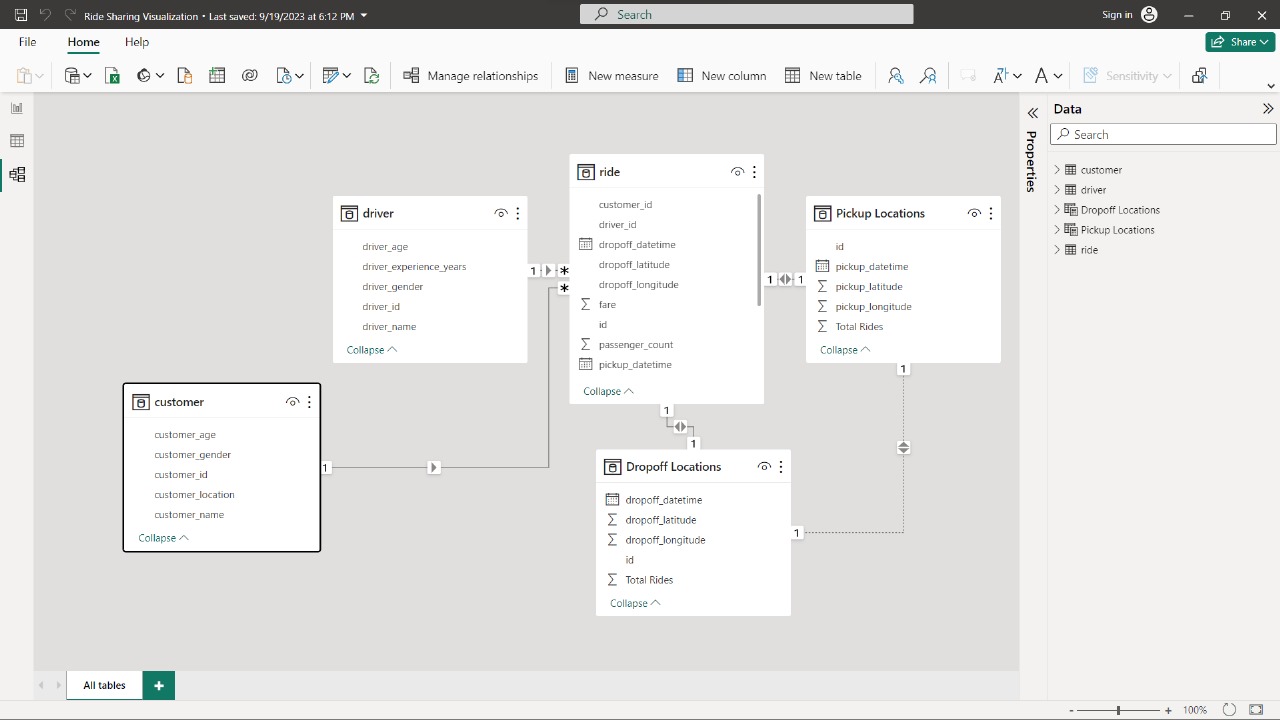 Ride Sharing Visualization • Last saved: 9/19/2023 at 6:12 PM
Search
Sign in
File
Home
Help
Share
Manage relationships
New measure
New column
New table
Sensitivity
Data
Search
Properties
customer
driver
Dropoff Locations
Pickup Locations
ride
ride
customer_id
driver_id
dropoff_datetime
dropoff_latitude
dropoff_longitude
fare
id
passenger_count
pickup_datetime
Collapse
driver
driver_age
driver_experience_years
driver_gender
driver_id
driver_name
Collapse
1
*
*
1
1
Pickup Locations
id
pickup_datetime
pickup_latitude
pickup_longitude
Total Rides
Collapse
1
customer
customer_age
customer_gender
customer_id
customer_location
customer_name
Collapse
1
1
1
Dropoff Locations
dropoff_datetime
dropoff_latitude
dropoff_longitude
id
Total Rides
Collapse
1
All tables
+
- + 100%